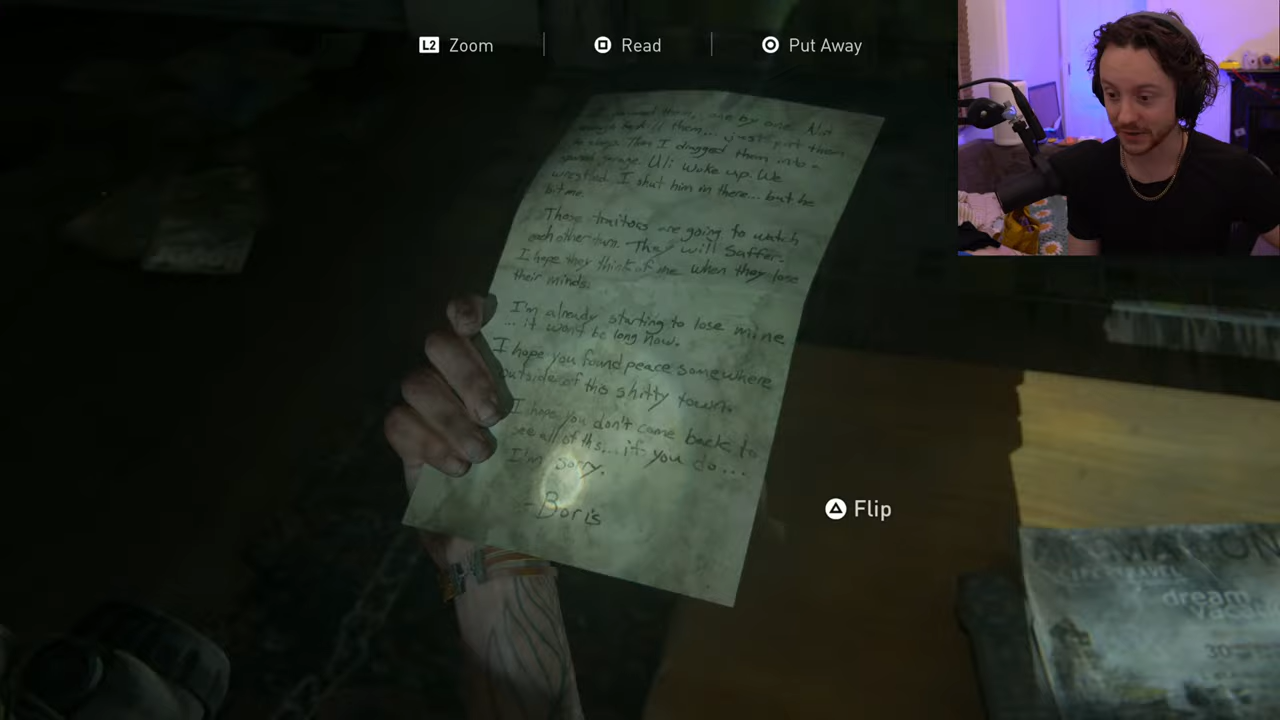 L2 Zoom
Read
Put Away
them, one by one. Not
them... just put them
to sleep. Then I dragged them into a
garage. Uli woke up. We
wrestled. I shut him in there... but he
bit me.
Those traitors are going to watch
each other turn. They will suffer.
I hope they think of me when they lose
their minds.
I'm already starting to lose mine
... it won't be long now.
I hope you found peace somewhere
outside of this shitty town.
I hope you don't come back to
see all of this... if you do...
I'm sorry.
-Boris
Flip
dream
30